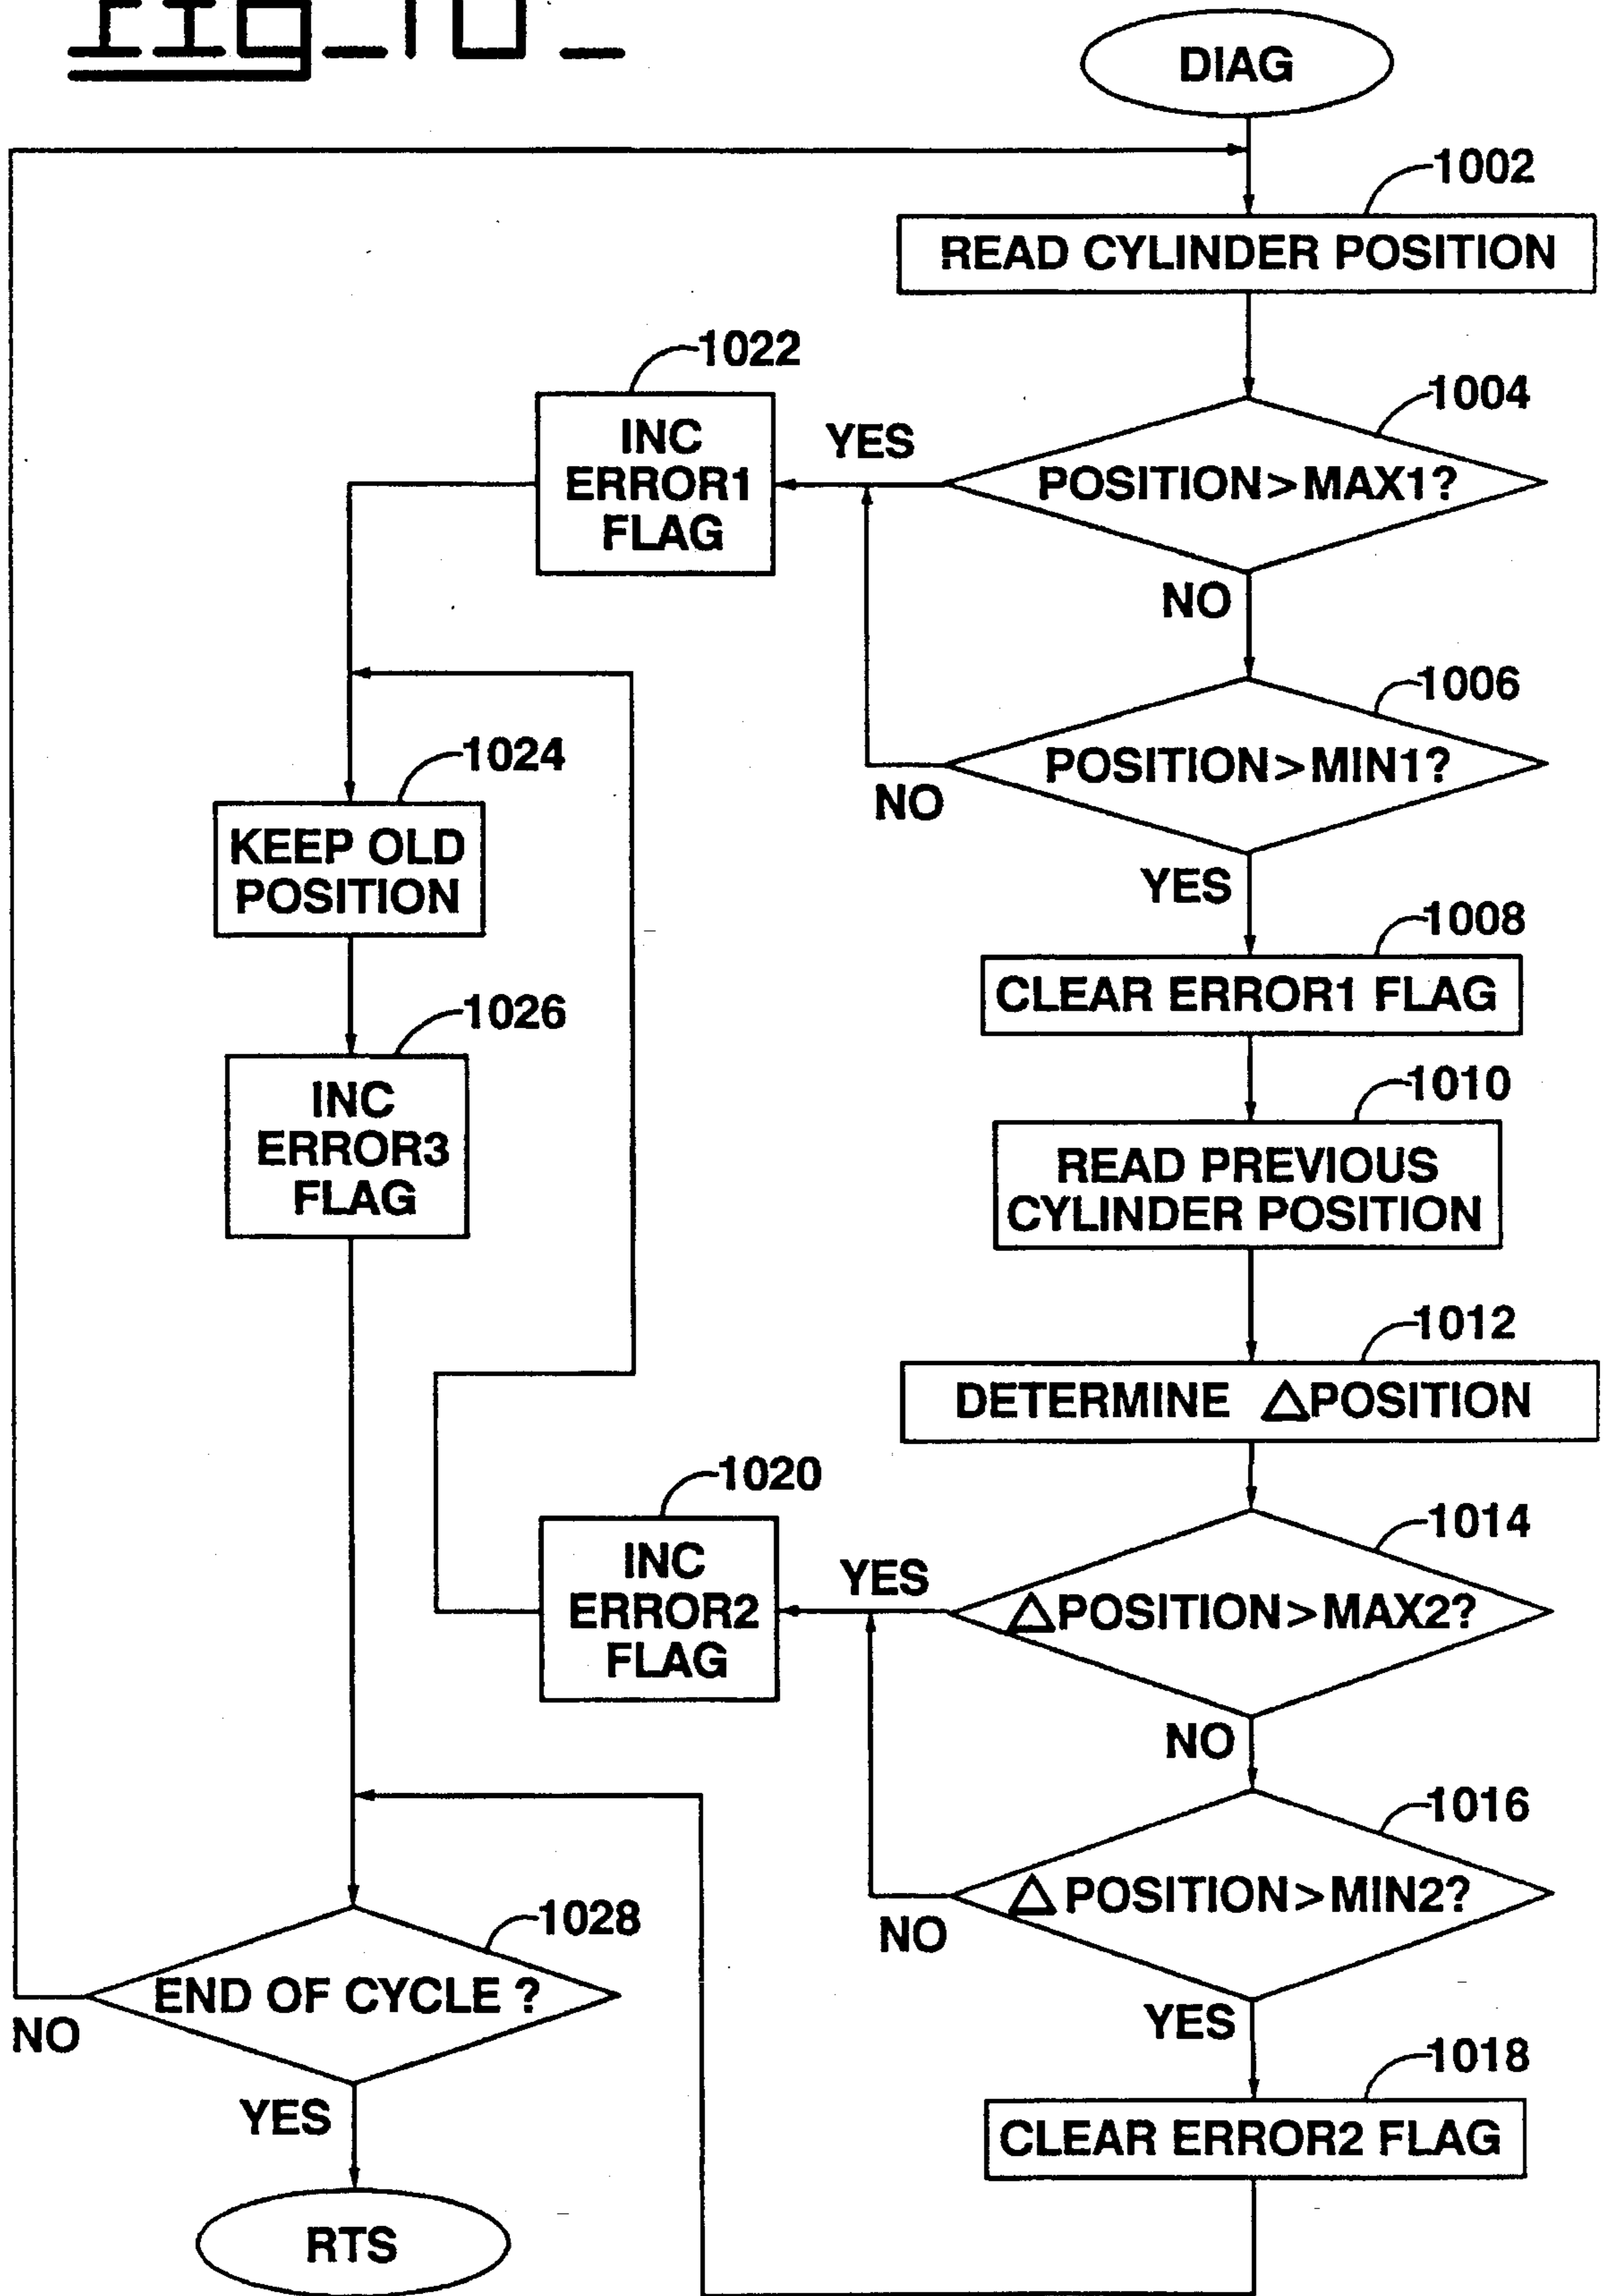 FIG_10_
DIAG
1002
READ CYLINDER POSITION
1004
POSITION>MAX1?
YES
NO
1022
INC
ERROR1
FLAG
1006
POSITION>MIN1?
NO
YES
1024
KEEP OLD
POSITION
1008
CLEAR ERROR1 FLAG
1026
INC
ERROR3
FLAG
1010
READ PREVIOUS
CYLINDER POSITION
1012
DETERMINE △POSITION
1014
△POSITION>MAX2?
YES
NO
1020
INC
ERROR2
FLAG
1016
△ POSITION>MIN2?
NO
YES
1018
CLEAR ERROR2 FLAG
1028
END OF CYCLE ?
NO
YES
RTS